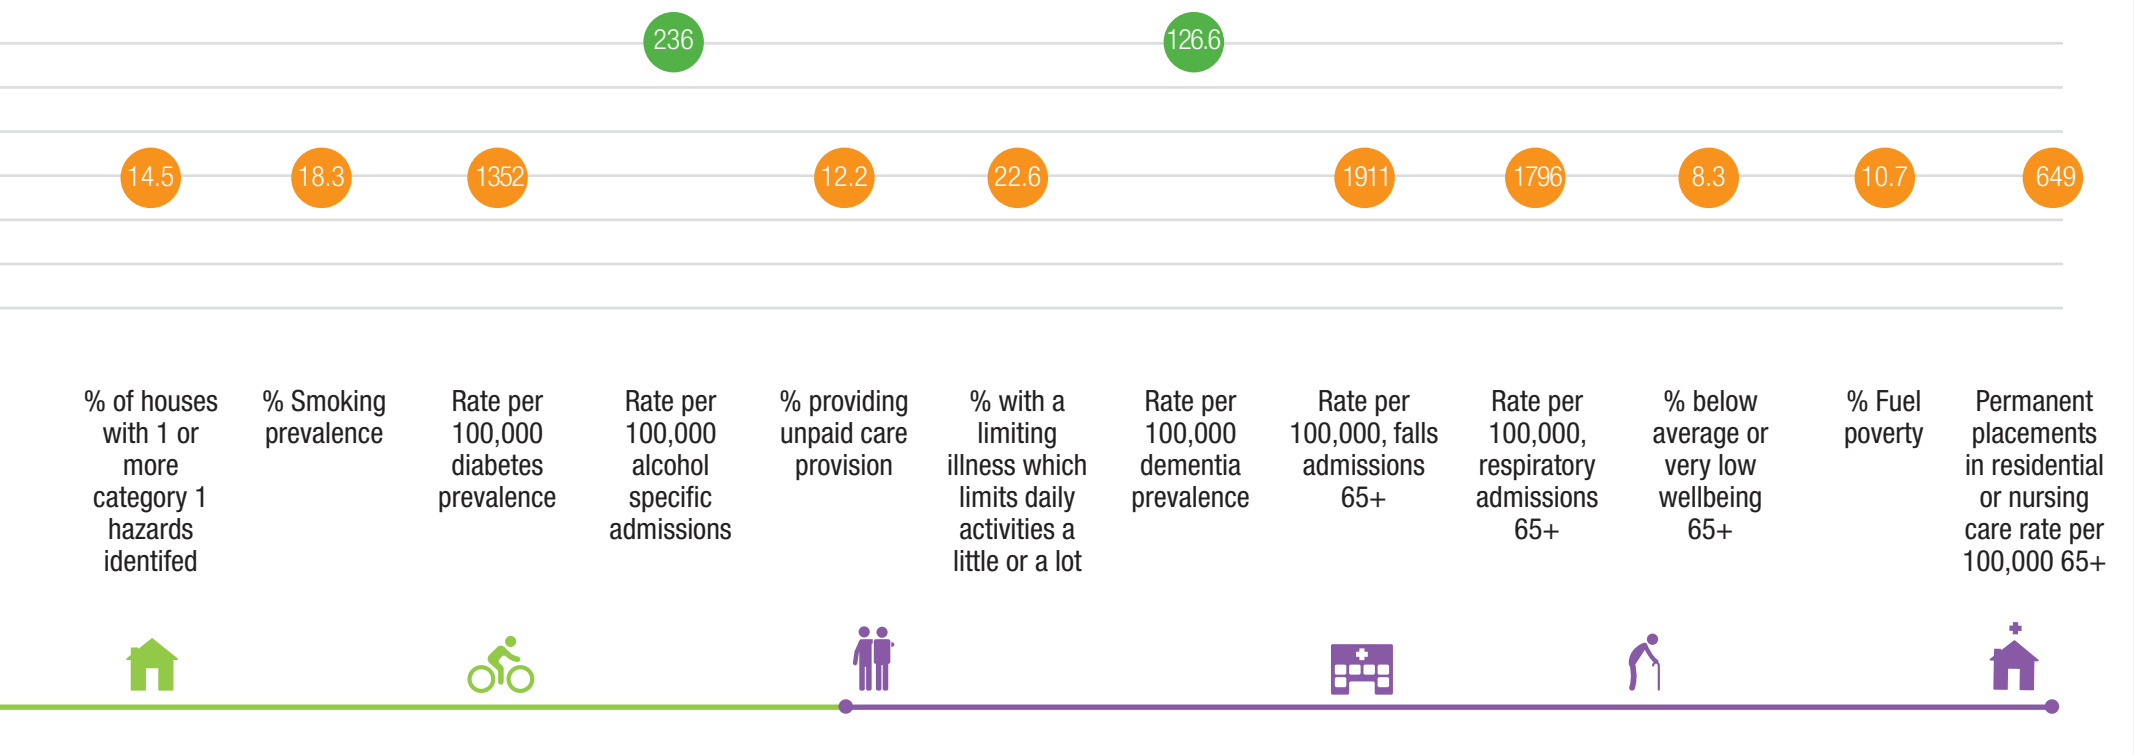 236
126.6
14.5
18.3
1352
12.2
22.6
1911
1796
8.3
10.7
649
% of houses
with 1 or
more
category 1
hazards
identifed
% Smoking
prevalence
Rate per
100,000
diabetes
prevalence
Rate per
100,000
alcohol
specific
admissions
% providing
unpaid care
provision
% with a
limiting
illness which
limits daily
activities a
little or a lot
Rate per
100,000
dementia
prevalence
Rate per
100,000, falls
admissions
65+
Rate per
100,000,
respiratory
admissions
65+
% below
average or
very low
wellbeing
65+
% Fuel
poverty
Permanent
placements
in residential
or nursing
care rate per
100,000 65+